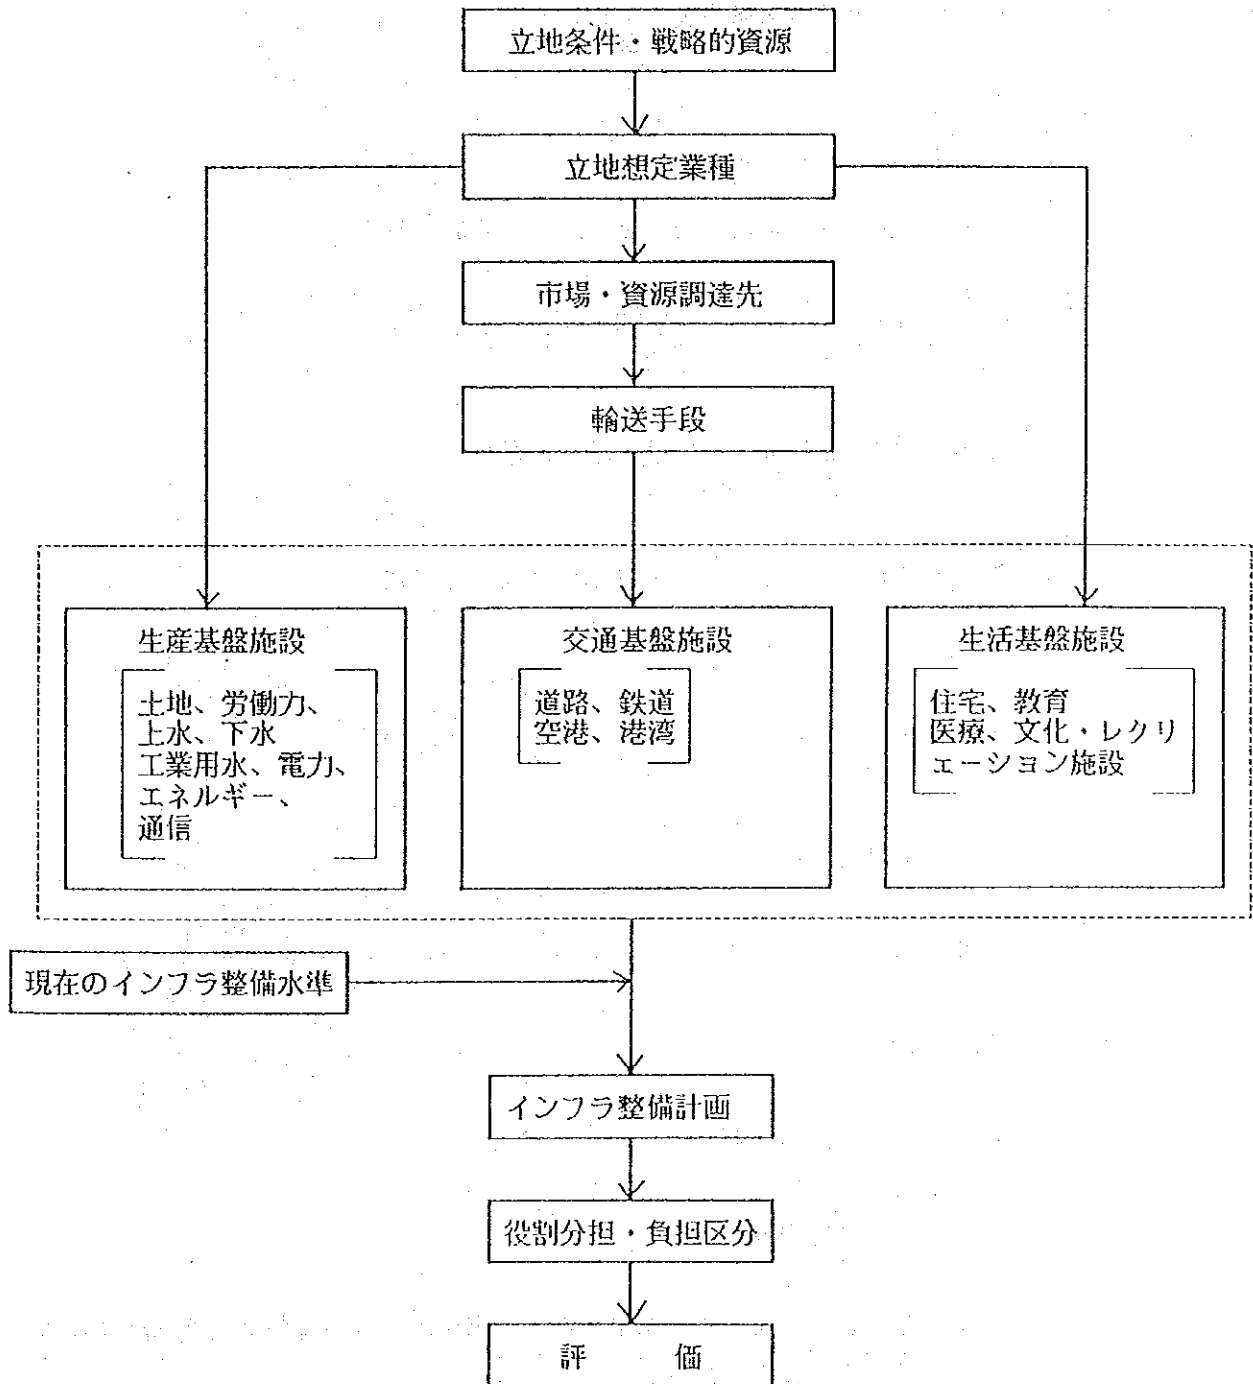 立地条件・戦略的資源
立地想定業種
市場・資源調達先
輸送手段
生産基盤施設
土地、労働力、
上水、下水
工業用水、電力、
エネルギー、
通信
交通基盤施設
道路、鉄道
空港、港湾
生活基盤施設
住宅、教育
医療、文化・レクリ
ェーション施設
現在のインフラ整備水準
インフラ整備計画
役割分担・負担区分
評　　価